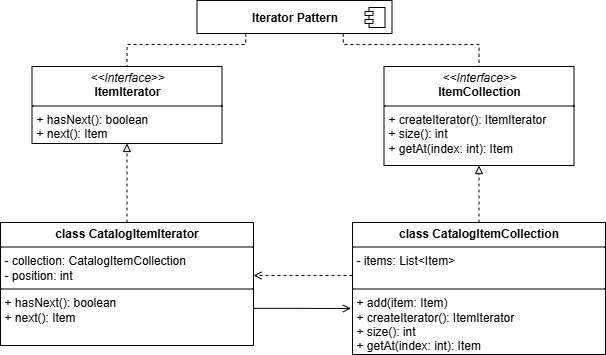 Iterator Pattern
<<Interface>>
ItemIterator
+ hasNext(): boolean
+ next(): Item
<<Interface>>
ItemCollection
+ createIterator(): ItemIterator
+ size(): int
+ getAt(index: int): Item
class CatalogItemIterator
- collection: CatalogItemCollection
- position: int
+ hasNext(): boolean
+ next(): Item
class CatalogItemCollection
- items: List<Item>
+ add(item: Item)
+ createIterator(): ItemIterator
+ size(): int
+ getAt(index: int): Item